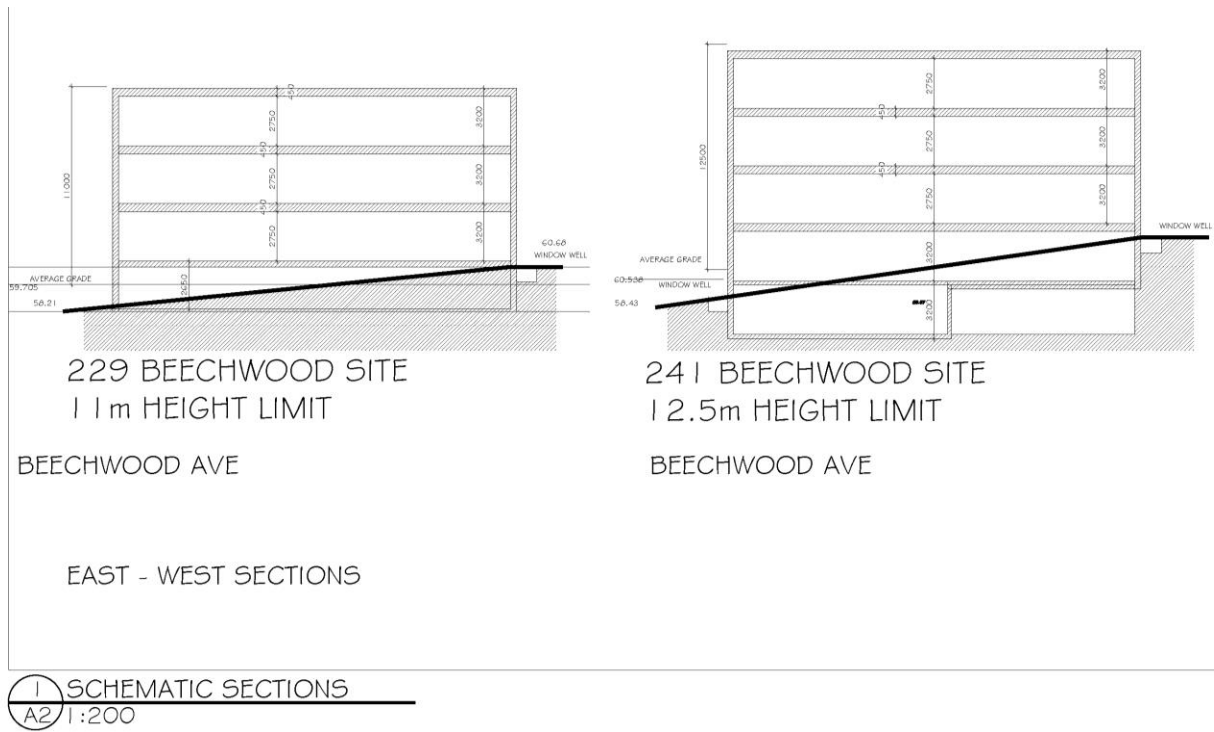 11000
450
2750
450
2750
450
2750
2650
3200
3200
3200
AVERAGE GRADE
59.705
58.21
60.68
WINDOW WELL
229 BEECHWOOD SITE
11m HEIGHT LIMIT
BEECHWOOD AVE
EAST - WEST SECTIONS
12500
2750
450
2750
450
2750
3200
3200
3200
3200
3200
AVERAGE GRADE
60.538
WINDOW WELL
58.43
WINDOW WELL
241 BEECHWOOD SITE
12.5m HEIGHT LIMIT
BEECHWOOD AVE
1
A2
SCHEMATIC SECTIONS
1:200